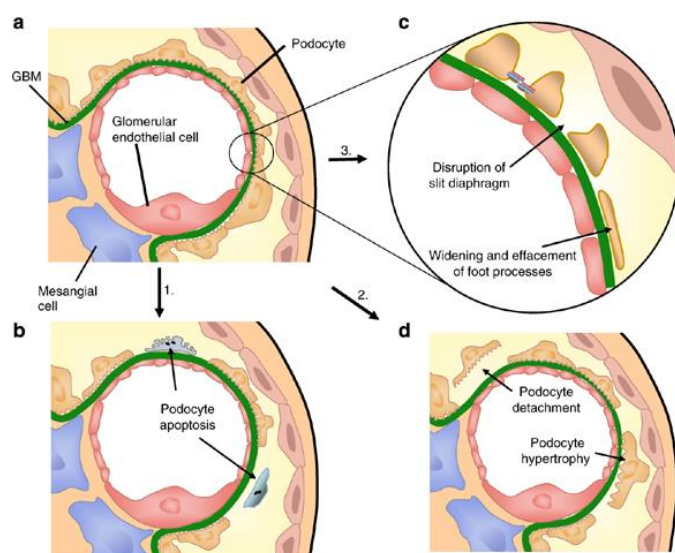 a
Podocyte
GBM
Glomerular
endothelial cell
Mesangial
cell
3.
c
Disruption of
slit diaphragm
Widening and effacement
of foot processes
1.
2.
b
Podocyte
apoptosis
d
Podocyte
detachment
Podocyte
hypertrophy